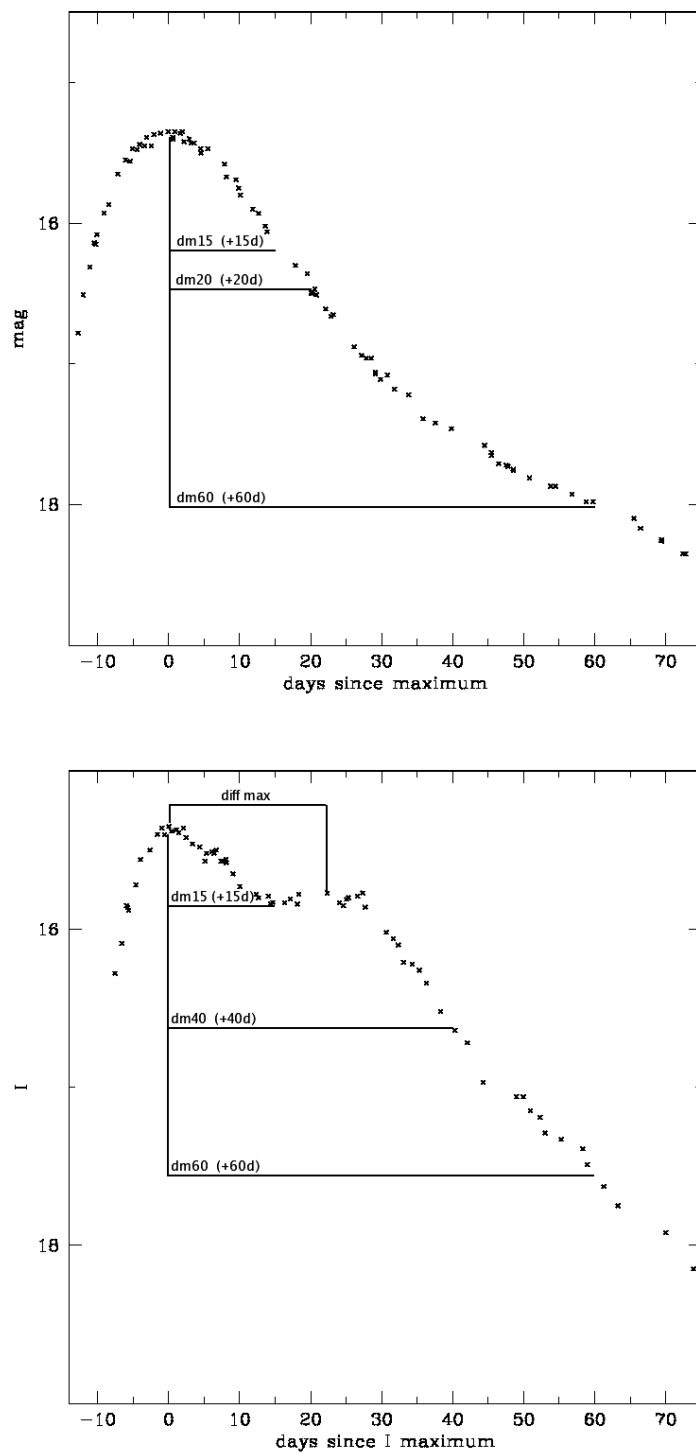 mag
16
18
dm15 (+15d)
dm20 (+20d)
dm60 (+60d)
−10 0 10 20 30 40 50 60 70
days since maximum
I
16
18
diff max
dm15 (+15d)
dm40 (+40d)
dm60 (+60d)
−10 0 10 20 30 40 50 60 70
days since I maximum